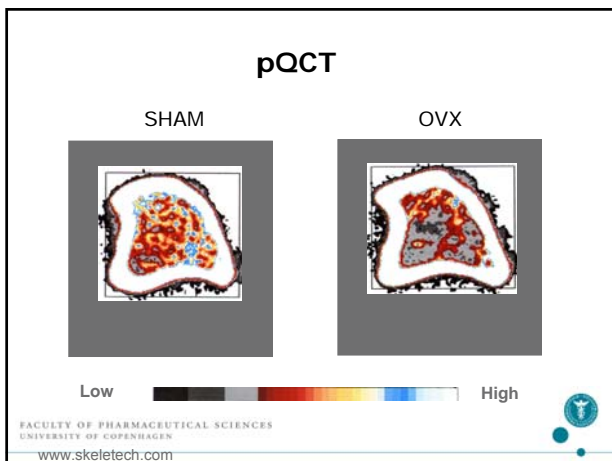 pQCT
SHAM OVX
Low High
FACULTY OF PHARMACEUTICAL SCIENCES
UNIVERSITY OF COPENHAGEN
www.skeletech.com